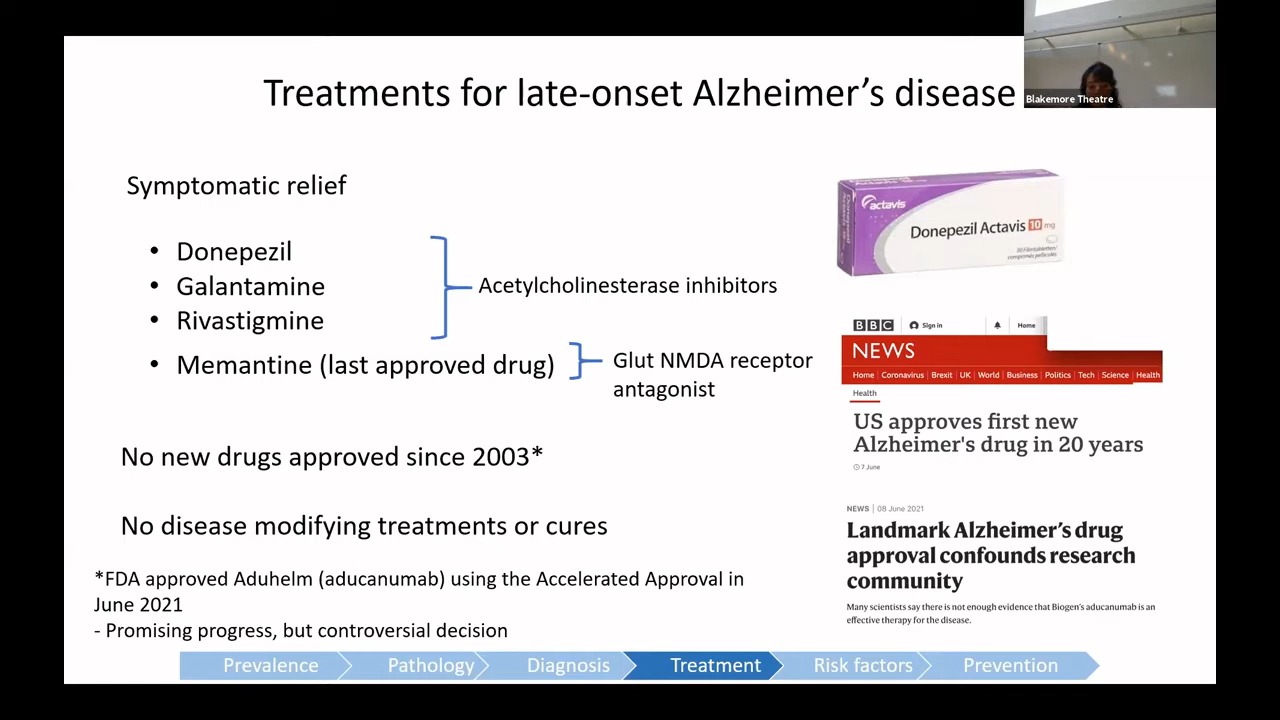 Treatments for late-onset Alzheimer's disease
Blakemore Theatre
Symptomatic relief
• Donepezil
• Galantamine
• Rivastigmine
Acetylcholinesterase inhibitors
• Memantine (last approved drug)
Glut NMDA receptor
antagonist
No new drugs approved since 2003*
No disease modifying treatments or cures
*FDA approved Aduhelm (aducanumab) using the Accelerated Approval in
June 2021
- Promising progress, but controversial decision
actavis
Donepezil Actavis 10 mg
BBC Sign in Home
NEWS
Home | Coronavirus | Brexit | UK | World | Business | Politics | Tech | Science | Health
Health
US approves first new
Alzheimer's drug in 20 years
7 June
NEWS | 08 June 2021
Landmark Alzheimer's drug
approval confounds research
community
Many scientists say there is not enough evidence that Biogen's aducanumab is an
effective therapy for the disease.
Prevalence Pathology Diagnosis Treatment Risk factors Prevention